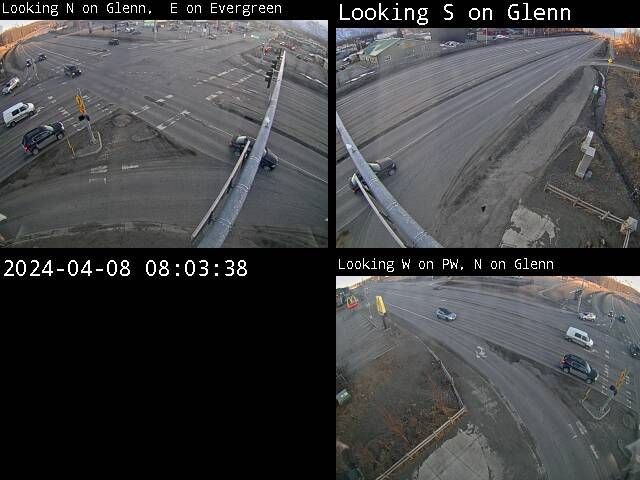 Looking N on Glenn, E on Evergreen
Looking S on Glenn
2024-04-08 08:03:38
Looking W on PW, N on Glenn